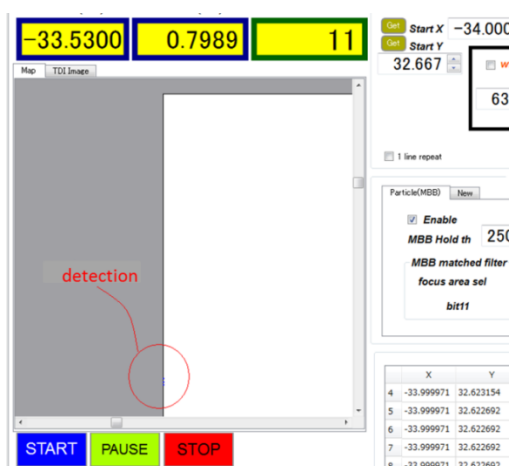 -33.5300 0.7989 11
Get Start X -34.000
Get Start Y
32.667
Map TDI Image
63
1 line repeat
Particle(MBB) New
Enable
MBB Hold th 250
MBB matched filter
focus area sel
bit11
detection
X Y
4 -33.999971 32.623154
5 -33.999971 32.622692
6 -33.999971 32.622692
7 -33.999971 32.622692
START PAUSE STOP